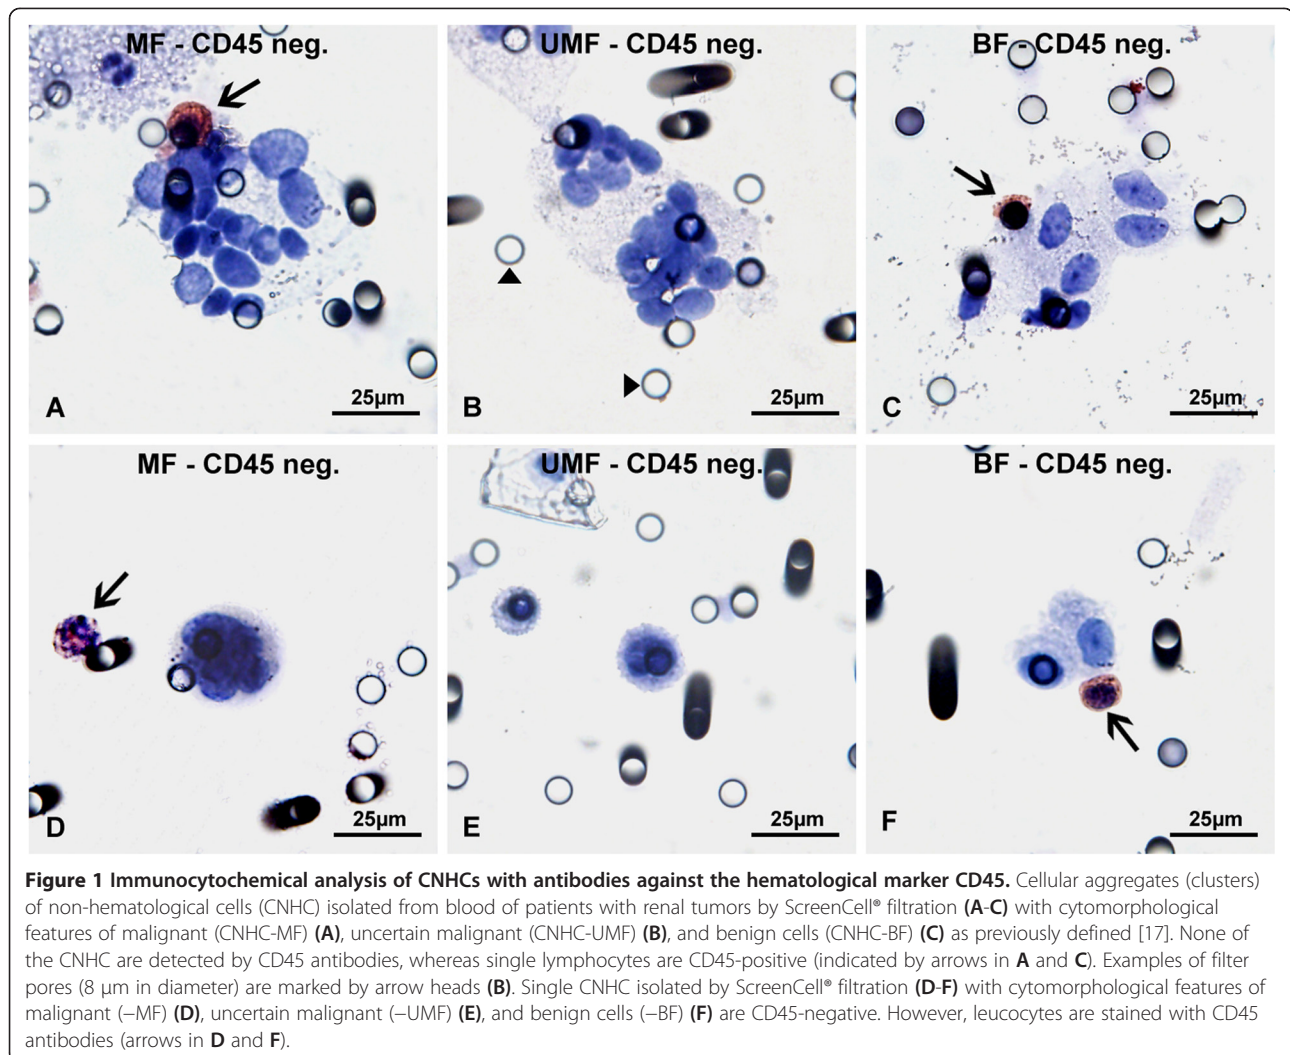 MF - CD45 neg.
UMF - CD45 neg.
BF - CD45 neg.
A
25µm
B
25µm
C
25µm
MF - CD45 neg.
UMF - CD45 neg.
BF - CD45 neg.
D
25µm
E
25µm
F
25µm
Figure 1 Immunocytochemical analysis of CNHCs with antibodies against the hematological marker CD45. Cellular aggregates (clusters)
of non-hematological cells (CNHC) isolated from blood of patients with renal tumors by ScreenCell® filtration (A-C) with cytomorphological
features of malignant (CNHC-MF) (A), uncertain malignant (CNHC-UMF) (B), and benign cells (CNHC-BF) (C) as previously defined [17]. None of
the CNHC are detected by CD45 antibodies, whereas single lymphocytes are CD45-positive (indicated by arrows in A and C). Examples of filter
pores (8 µm in diameter) are marked by arrow heads (B). Single CNHC isolated by ScreenCell® filtration (D-F) with cytomorphological features of
malignant (−MF) (D), uncertain malignant (−UMF) (E), and benign cells (−BF) (F) are CD45-negative. However, leucocytes are stained with CD45
antibodies (arrows in D and F).